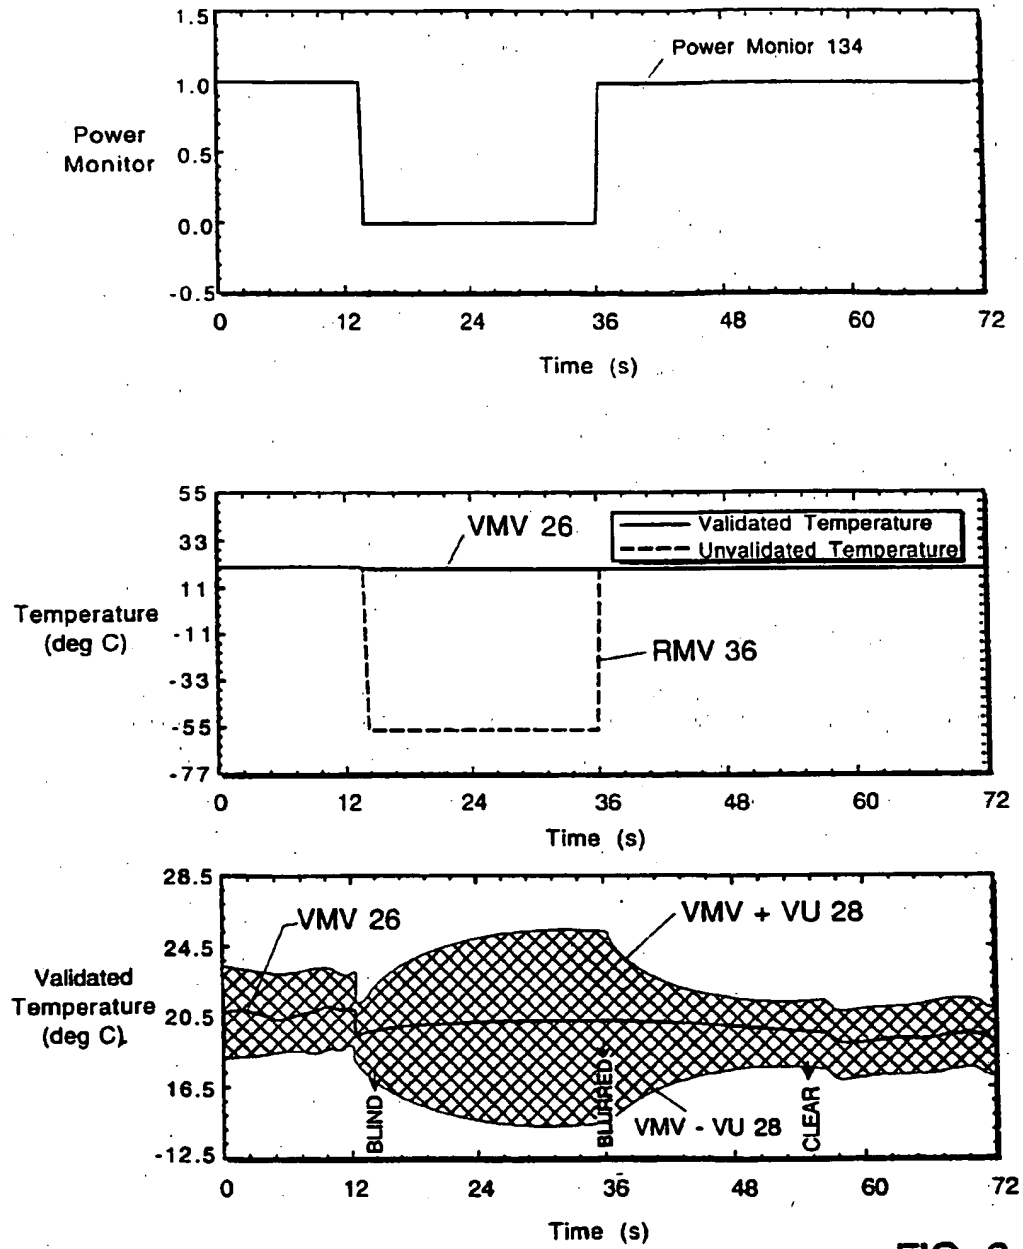 1.5
Power Monior 134
1.0
Power
Monitor
0.5
0.0
-0.5
0 12 24 36 48 60 72
Time (s)
55
VMV 26
Validated Temperature
Unvalidated Temperature
33
11
Temperature
(deg C)
-11
RMV 36
-33
-55
-77
0 12 24 36 48 60 72
Time (s)
28.5
VMV 26
VMV + VU 28
24.5
Validated
Temperature
(deg C)
20.5
16.5
BLIND
BLURRED
VMV - VU 28
CLEAR
-12.5
0 12 24 36 48 60 72
Time (s)